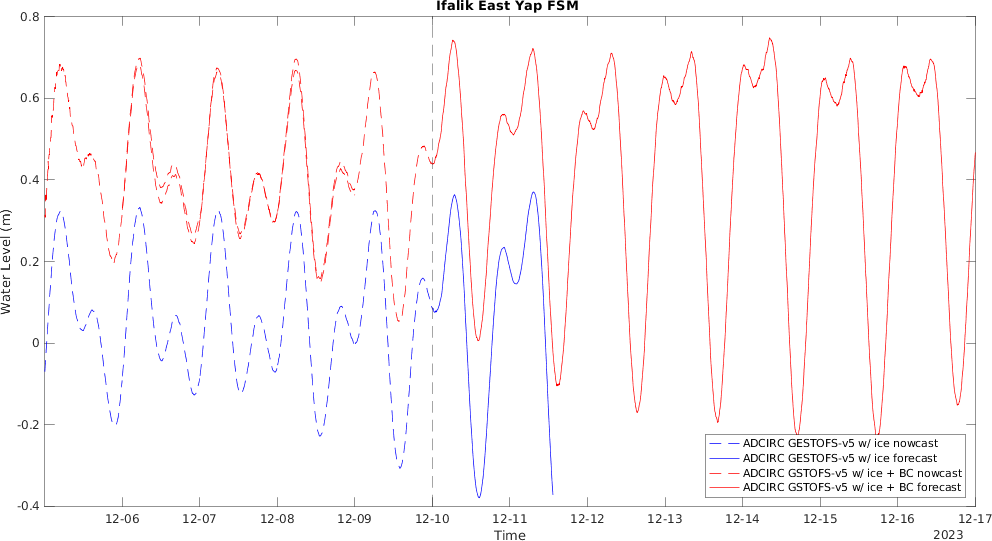 Ifalik East Yap FSM
0.8
0.6
0.4
0.2
0
-0.2
-0.4
Water Level (m)
ADCIRC GESTOFS-v5 w/ ice nowcast
ADCIRC GESTOFS-v5 w/ ice forecast
ADCIRC GSTOFS-v5 w/ ice + BC nowcast
ADCIRC GSTOFS-v5 w/ ice + BC forecast
12-06 12-07 12-08 12-09 12-10 12-11 12-12 12-13 12-14 12-15 12-16 12-17
Time
2023